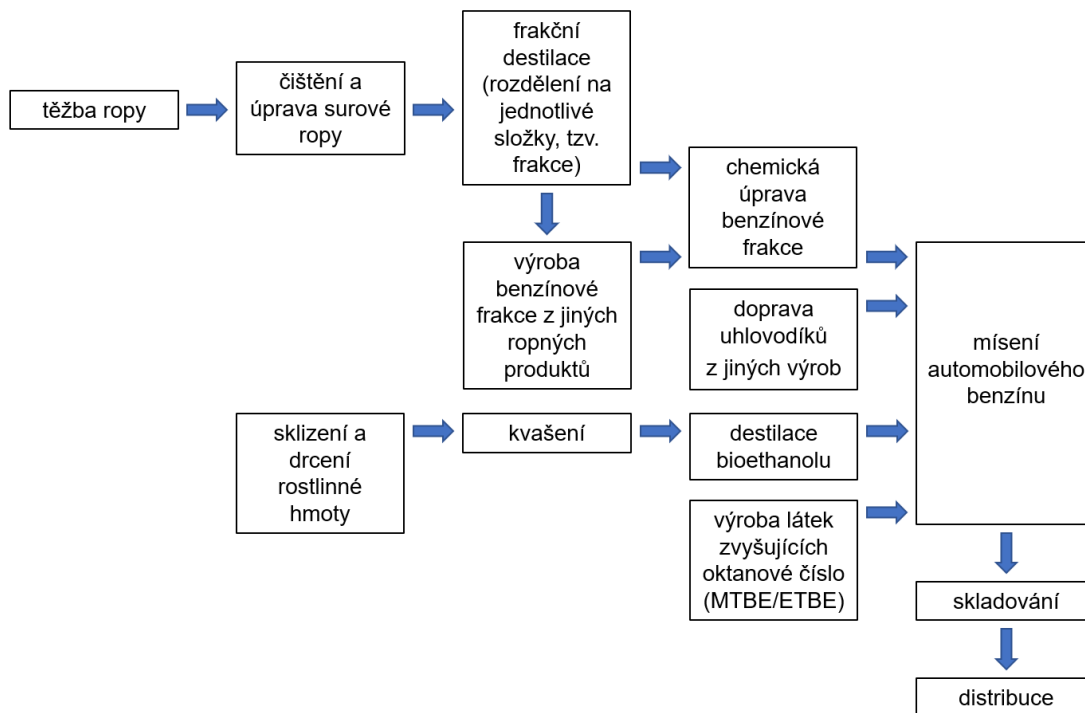 těžba ropy
čištění a
úprava surové
ropy
frakční
destilace
(rozdělení na
jednotlivé
složky, tzv.
frakce)
chemická
úprava
benzínové
frakce
výroba
benzínové
frakce z jiných
ropných
produktů
doprava
uhlovodíků
z jiných výrob
mísení
automobilového
benzínu
sklizení a
drcení
rostlinné
hmoty
kvašení
destilace
bioethanolu
výroba látek
zvyšujících
oktanové číslo
(MTBE/ETBE)
skladování
distribuce